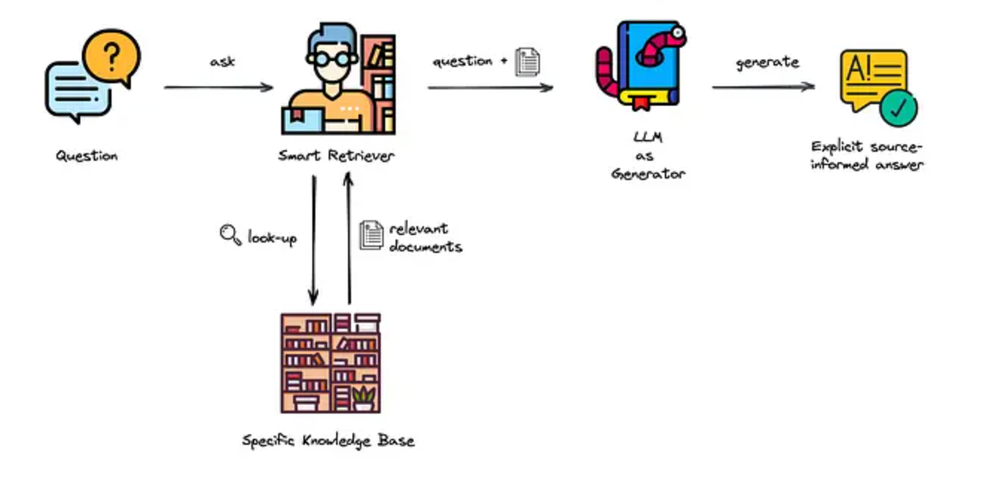 ?
ask
question +
generate
A!
Question
Smart Retriever
LLM
as
Generator
Explicit source-
informed answer
look-up
relevant
documents
Specific Knowledge Base